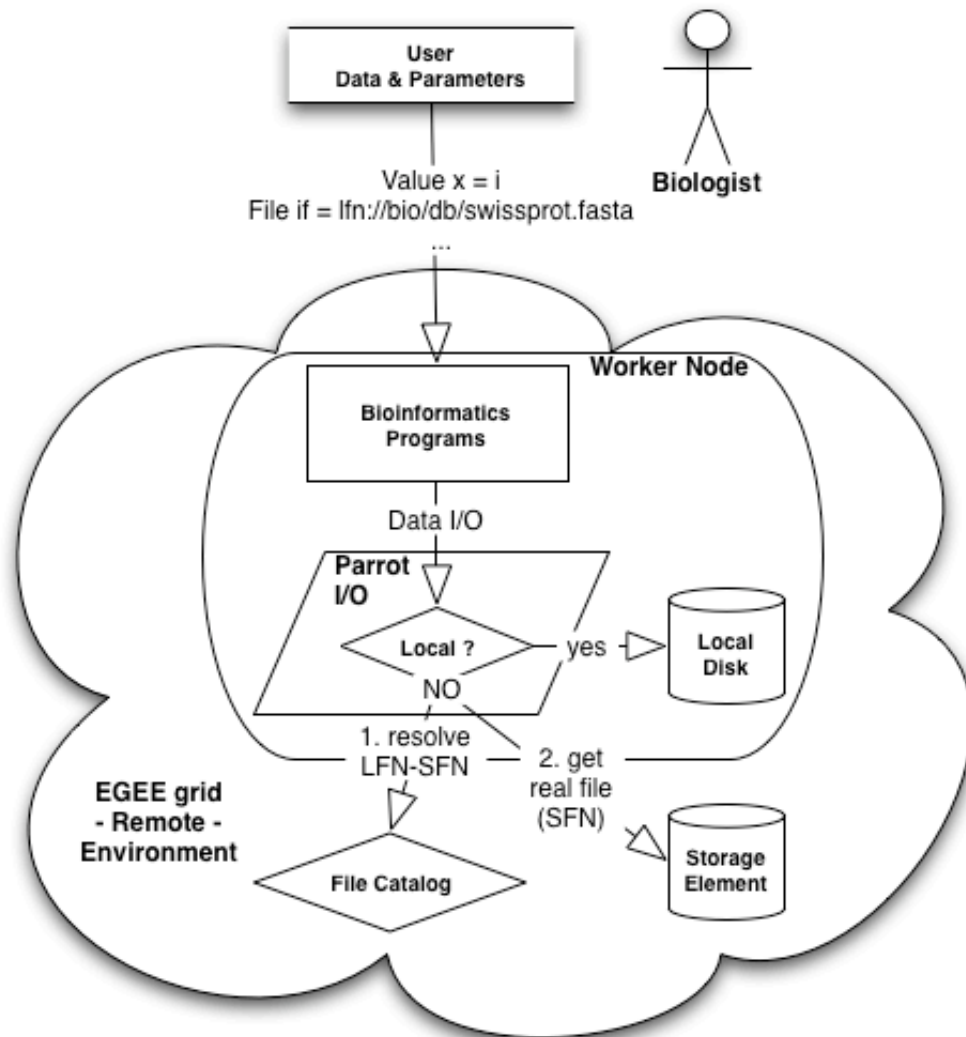 User
Data & Parameters
Biologist
Value x = i
File if = lfn://bio/db/swissprot.fasta
...
Worker Node
Bioinformatics
Programs
Data I/O
Parrot
I/O
Local ?
yes
Local
Disk
NO
1. resolve
LFN-SFN
2. get
real file
(SFN)
EGEE grid
- Remote -
Environment
File Catalog
Storage
Element